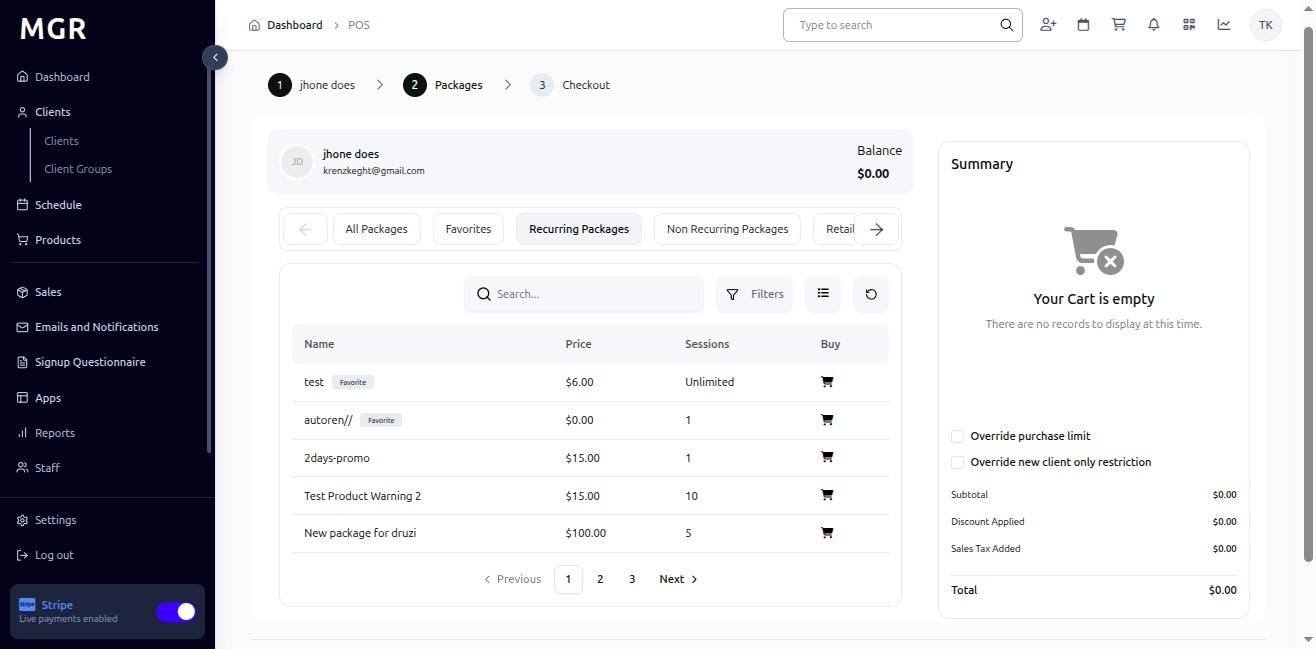 MGR
Dashboard
Clients
Clients
Client Groups
Schedule
Products
Sales
Emails and Notifications
Signup Questionnaire
Apps
Reports
Staff
Settings
Log out
stripe Stripe
Live payments enabled
Dashboard > POS
Type to search
TK
1 jhone does > 2 Packages > 3 Checkout
JD
jhone does
krenzkeght@gmail.com
Balance
$0.00
All Packages Favorites Recurring Packages Non Recurring Packages Retail
Search...
Filters
Name Price Sessions Buy
test Favorite $6.00 Unlimited
autoren// Favorite $0.00 1
2days-promo $15.00 1
Test Product Warning 2 $15.00 10
New package for druzi $100.00 5
< Previous 1 2 3 Next >
Summary
Your Cart is empty
There are no records to display at this time.
Override purchase limit
Override new client only restriction
Subtotal $0.00
Discount Applied $0.00
Sales Tax Added $0.00
Total $0.00